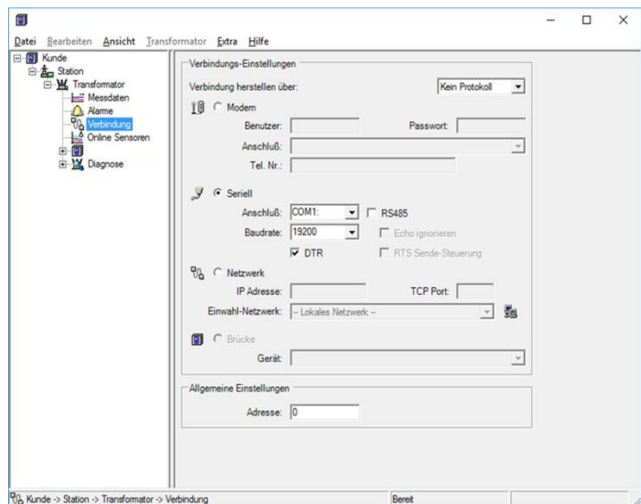 Datei Bearbeiten Ansicht Transformator Extra Hilfe
Kunde
Station
Transformator
Messdaten
Alarme
Verbindung
Online Sensoren
Diagnose
Verbindungs-Einstellungen
Verbindung herstellen über: Kein Protokoll
Modem
Benutzer: Passwort:
Anschluß:
Tel. Nr.:
Seriell
Anschluß: COM1: RS485
Baudrate: 19200 Echo ignorieren
DTR RTS Sende-Steuerung
Netzwerk
IP Adresse: TCP Port:
Einwahl-Netzwerk: -- Lokales Netzwerk --
Brücke
Gerät:
Allgemeine Einstellungen
Adresse: 0
Kunde -> Station -> Transformator -> Verbindung Bereit